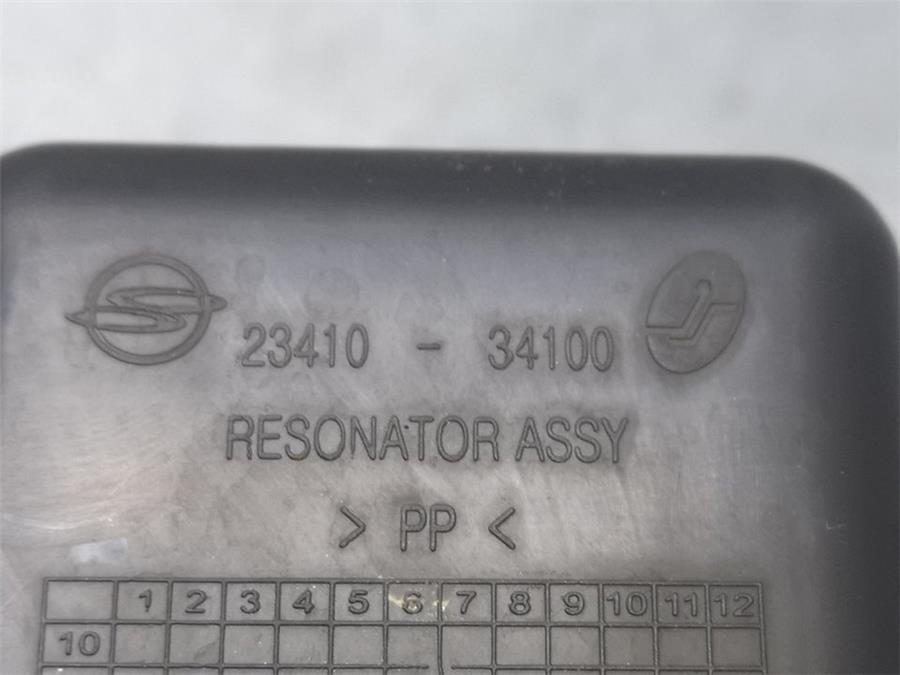 23410 - 34100
RESONATOR ASSY
> PP <
1 2 3 4 5 6 7 8 9 10 11 12
10